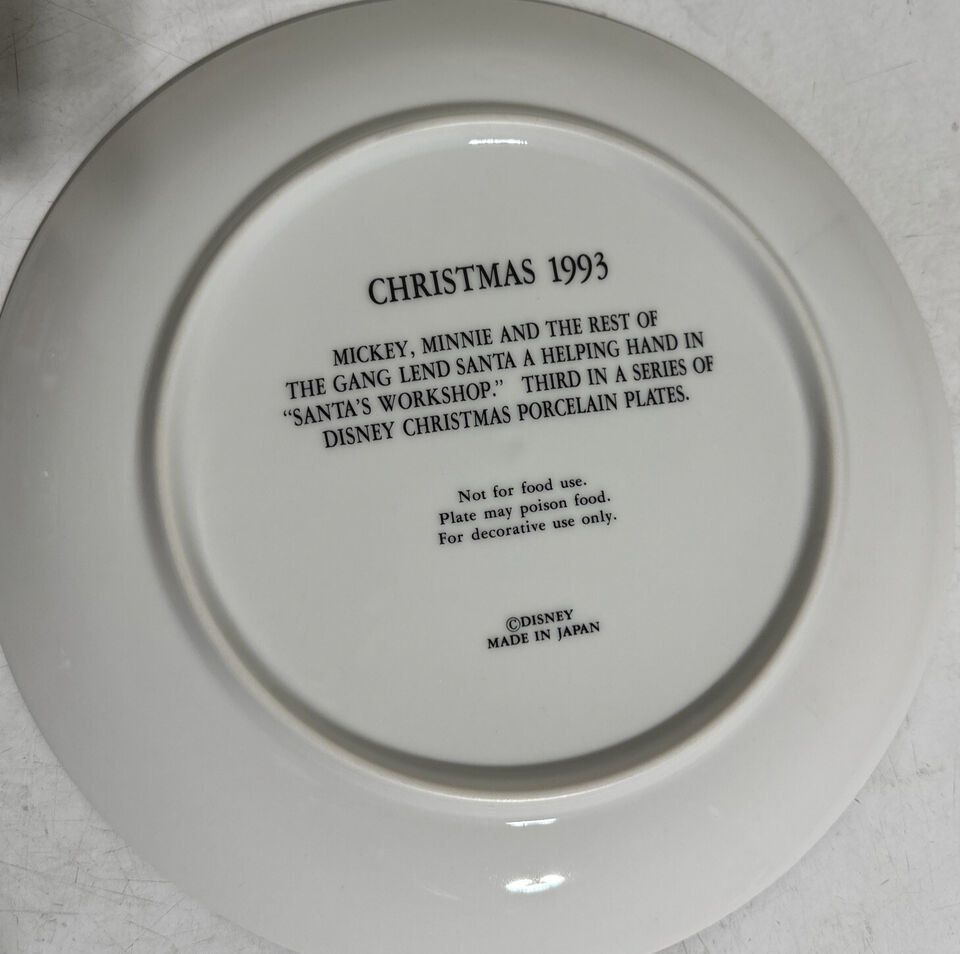 CHRISTMAS 1993
MICKEY, MINNIE AND THE REST OF
THE GANG LEND SANTA A HELPING HAND IN
“SANTA’S WORKSHOP.” THIRD IN A SERIES OF
DISNEY CHRISTMAS PORCELAIN PLATES.
Not for food use.
Plate may poison food.
For decorative use only.
©DISNEY
MADE IN JAPAN